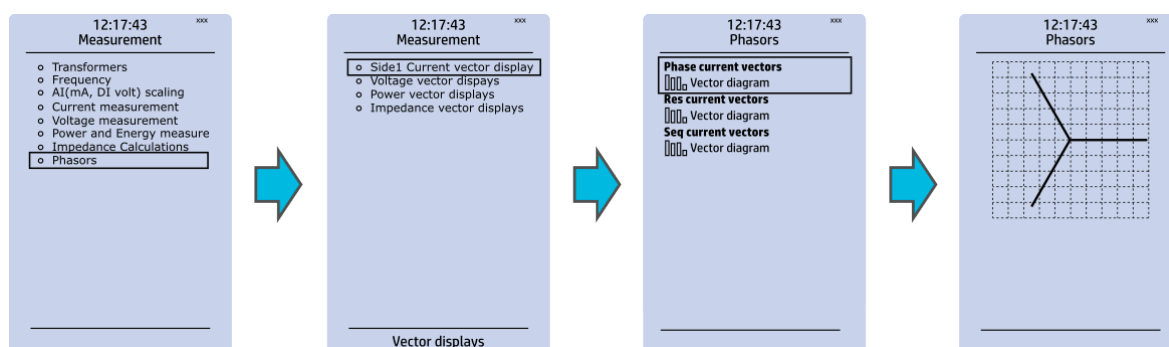 12:17:43
xxx
Measurement
Transformers
Frequency
AI(mA, DI volt) scaling
Current measurement
Voltage measurement
Power and Energy measure
Impedance Calculations
Phasors
12:17:43
xxx
Measurement
Side1 Current vector display
Voltage vector dispays
Power vector displays
Impedance vector displays
Vector displays
12:17:43
xxx
Phasors
Phase current vectors
Vector diagram
Res current vectors
Vector diagram
Seq current vectors
Vector diagram
12:17:43
xxx
Phasors